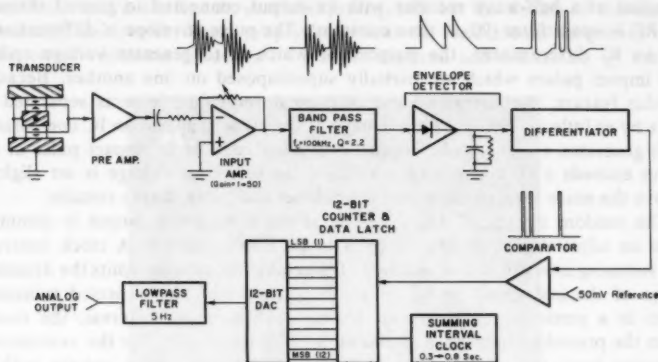 TRANSDUCER
PRE AMP.
INPUT
AMP.
(Gain=1→50)
BAND PASS
FILTER
f=100kHz, Q=2.2
ENVELOPE
DETECTOR
DIFFERENTIATOR
COMPARATOR
50mV Reference
12-BIT
COUNTER &
DATA LATCH
LSB (1)
12-BIT
DAC
MSB (12)
SUMMING
INTERVAL
CLOCK
0.3→0.8 Sec.
LOWPASS
FILTER
5 Hz
ANALOG
OUTPUT